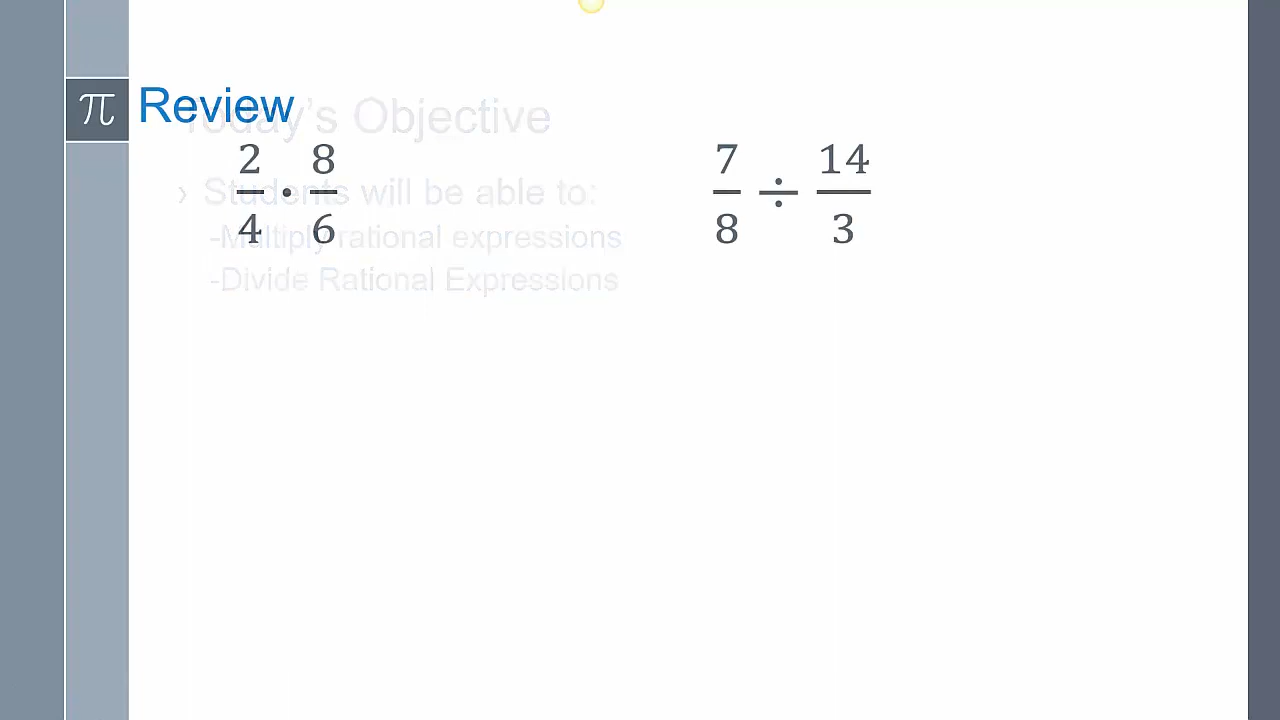 π Review
Today's Objective
2/4 · 8/6
7/8 ÷ 14/3
› Students will be able to:
-Multiply rational expressions
-Divide Rational Expressions